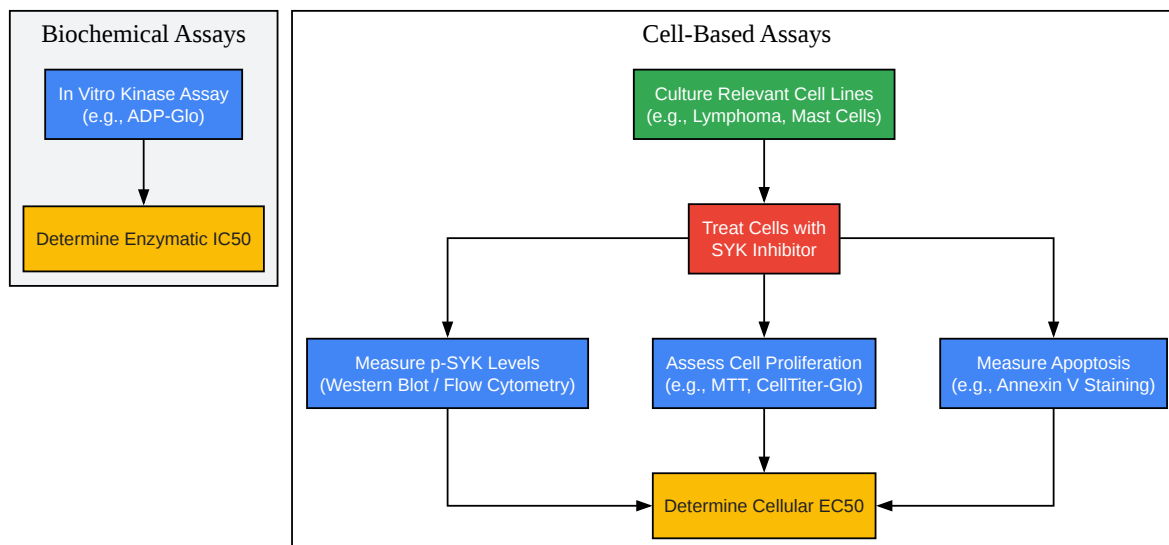 Biochemical Assays
In Vitro Kinase Assay
(e.g., ADP-Glo)
Determine Enzymatic IC50
Cell-Based Assays
Culture Relevant Cell Lines
(e.g., Lymphoma, Mast Cells)
Treat Cells with
SYK Inhibitor
Measure p-SYK Levels
(Western Blot / Flow Cytometry)
Assess Cell Proliferation
(e.g., MTT, CellTiter-Glo)
Measure Apoptosis
(e.g., Annexin V Staining)
Determine Cellular EC50